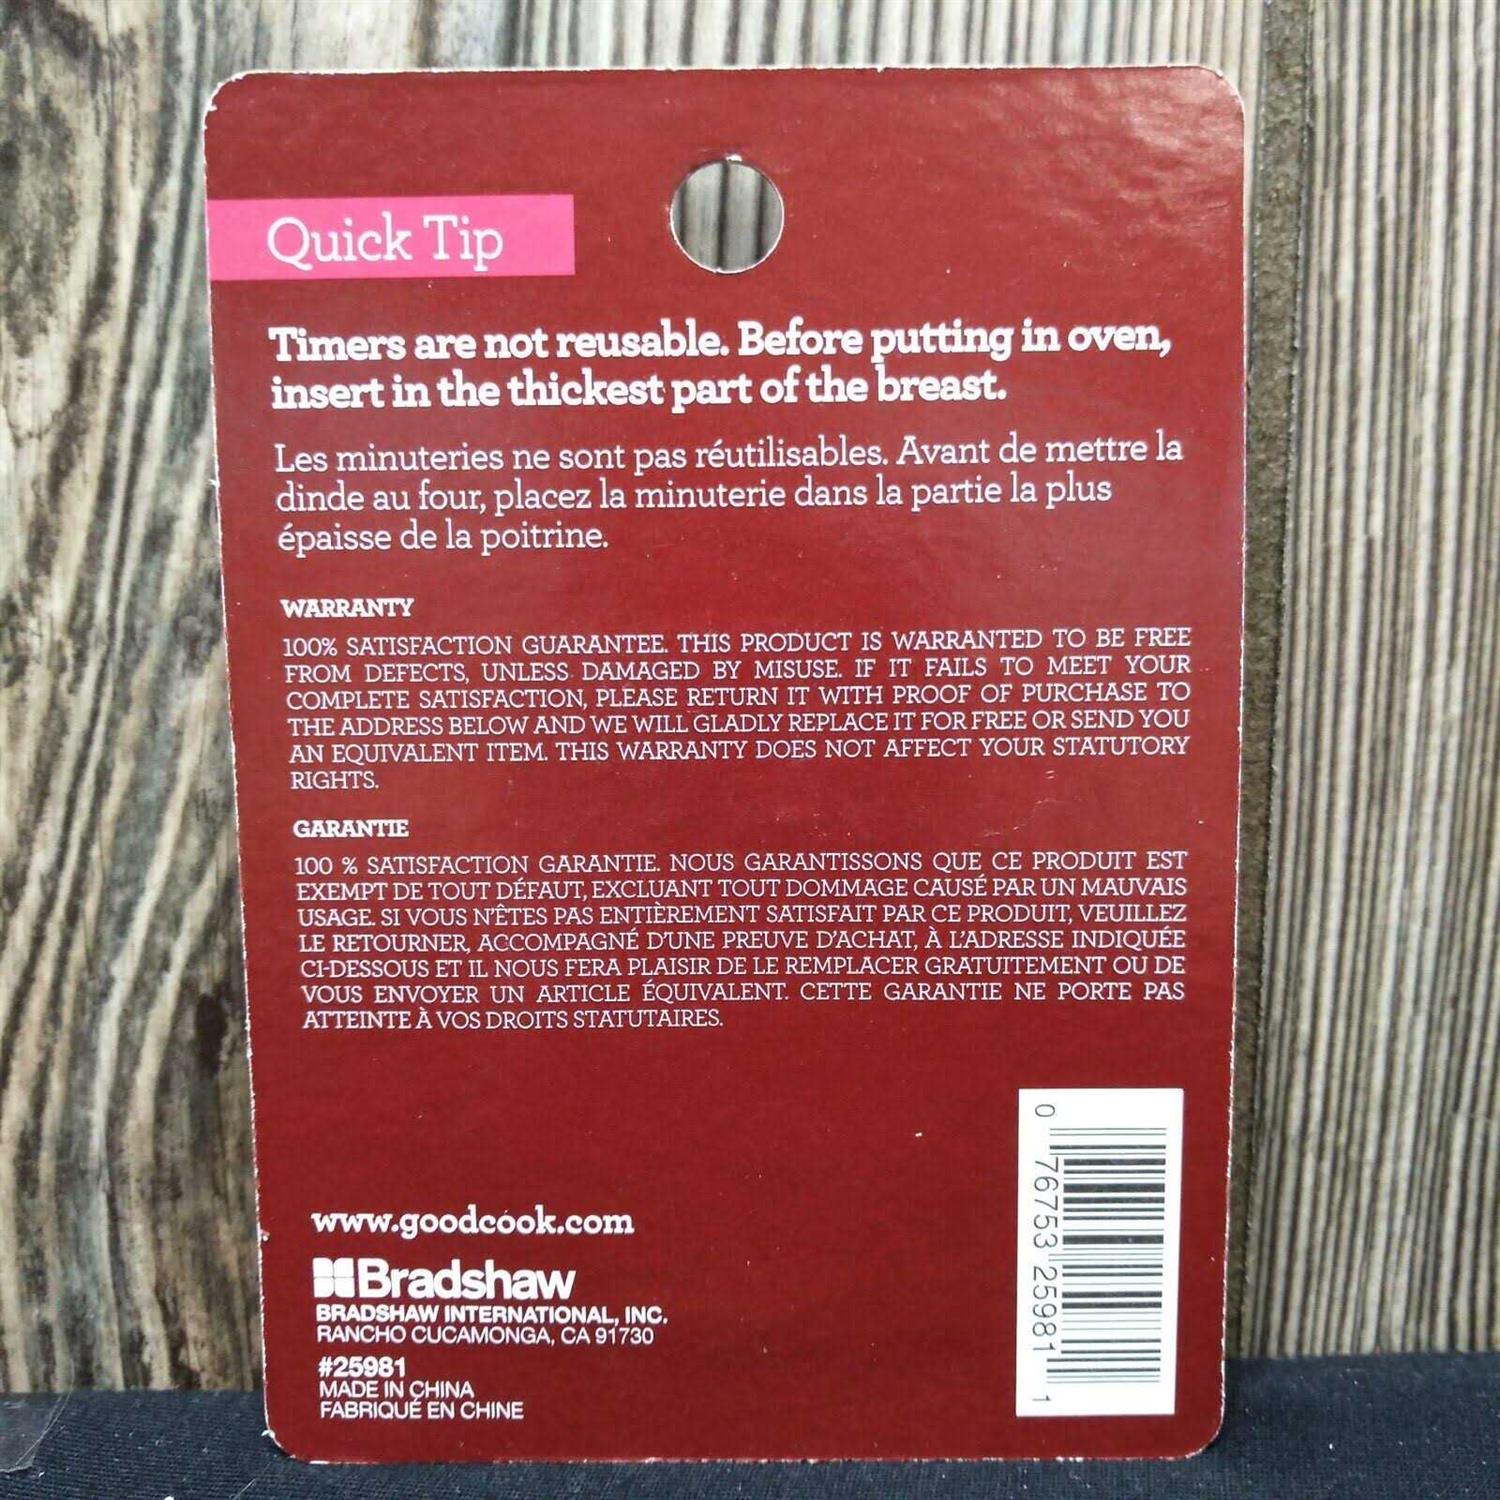 Quick Tip
Timers are not reusable. Before putting in oven,
insert in the thickest part of the breast.
Les minuteries ne sont pas réutilisables. Avant de mettre la
dinde au four, placez la minuterie dans la partie la plus
épaisse de la poitrine.
WARRANTY
100% SATISFACTION GUARANTEE. THIS PRODUCT IS WARRANTED TO BE FREE
FROM DEFECTS, UNLESS DAMAGED BY MISUSE. IF IT FAILS TO MEET YOUR
COMPLETE SATISFACTION, PLEASE RETURN IT WITH PROOF OF PURCHASE TO
THE ADDRESS BELOW AND WE WILL GLADLY REPLACE IT FOR FREE OR SEND YOU
AN EQUIVALENT ITEM. THIS WARRANTY DOES NOT AFFECT YOUR STATUTORY
RIGHTS.
GARANTIE
100 % SATISFACTION GARANTIE. NOUS GARANTISSONS QUE CE PRODUIT EST
EXEMPT DE TOUT DÉFAUT, EXCLUANT TOUT DOMMAGE CAUSÉ PAR UN MAUVAIS
USAGE. SI VOUS N'ÊTES PAS ENTIÈREMENT SATISFAIT PAR CE PRODUIT, VEUILLEZ
LE RETOURNER, ACCOMPAGNÉ D'UNE PREUVE D'ACHAT, À L'ADRESSE INDIQUÉE
CI-DESSOUS ET IL NOUS FERA PLAISIR DE LE REMPLACER GRATUITEMENT OU DE
VOUS ENVOYER UN ARTICLE ÉQUIVALENT. CETTE GARANTIE NE PORTE PAS
ATTEINTE À VOS DROITS STATUTAIRES.
www.goodcook.com
Bradshaw
BRADSHAW INTERNATIONAL, INC.
RANCHO CUCAMONGA, CA 91730
#25981
MADE IN CHINA
FABRIQUÉ EN CHINE
0 76753 25981 1